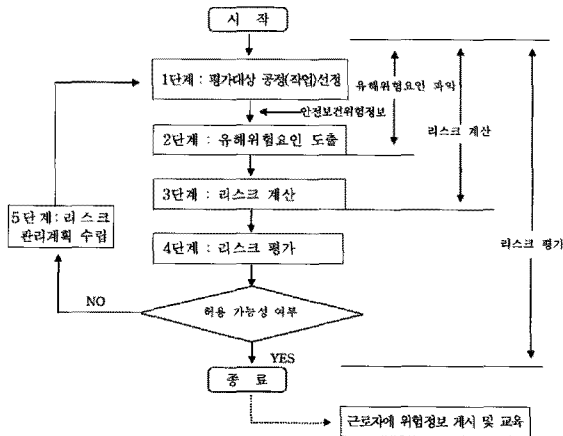 시 작
1단계 : 평가대상 공정(작업)선정
유해위험요인 파악
안전보건위험정보
리스크 계산
2단계 : 유해위험요인 도출
3단계 : 리스크 계산
5단계:리스크
관리계획 수립
4단계 : 리스크 평가
리스크 평가
NO
허용 가능성 여부
YES
종 료
근로자에 위험정보 게시 및 교육